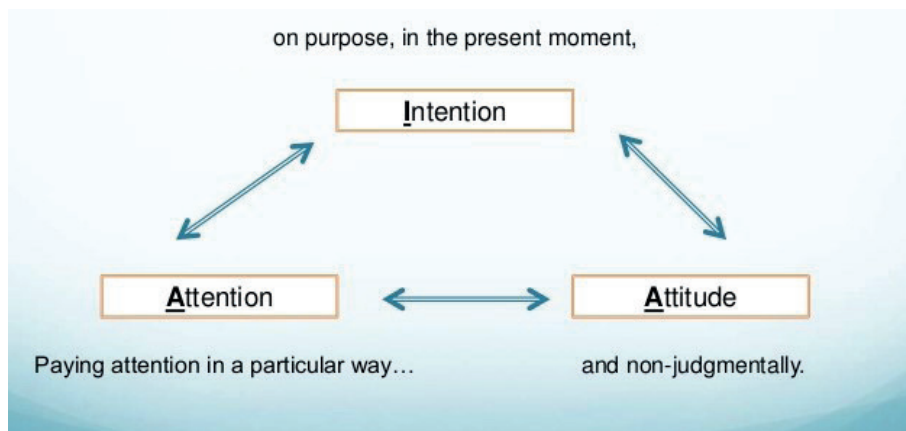 on purpose, in the present moment,
Intention
Attention
Attitude
Paying attention in a particular way…
and non-judgmentally.